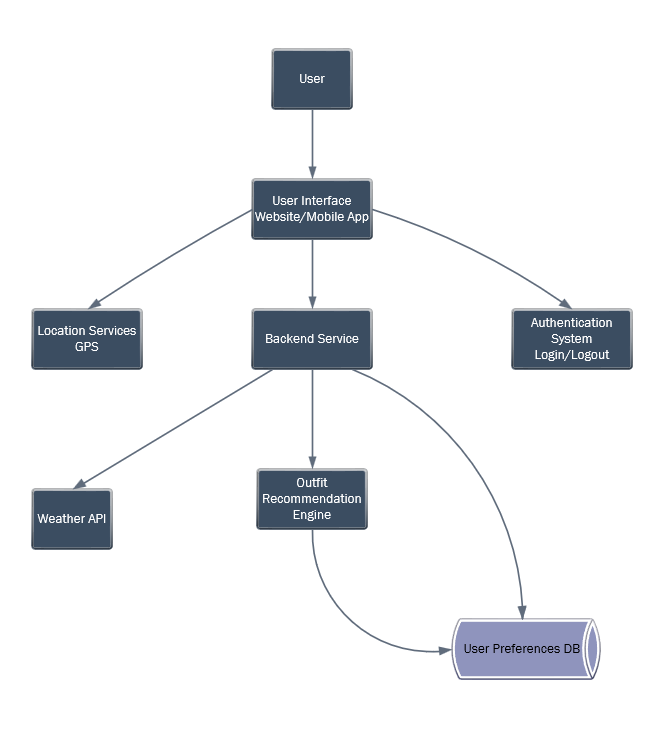 User
User Interface
Website/Mobile App
Location Services
GPS
Backend Service
Authentication
System
Login/Logout
Weather API
Outfit
Recommendation
Engine
User Preferences DB